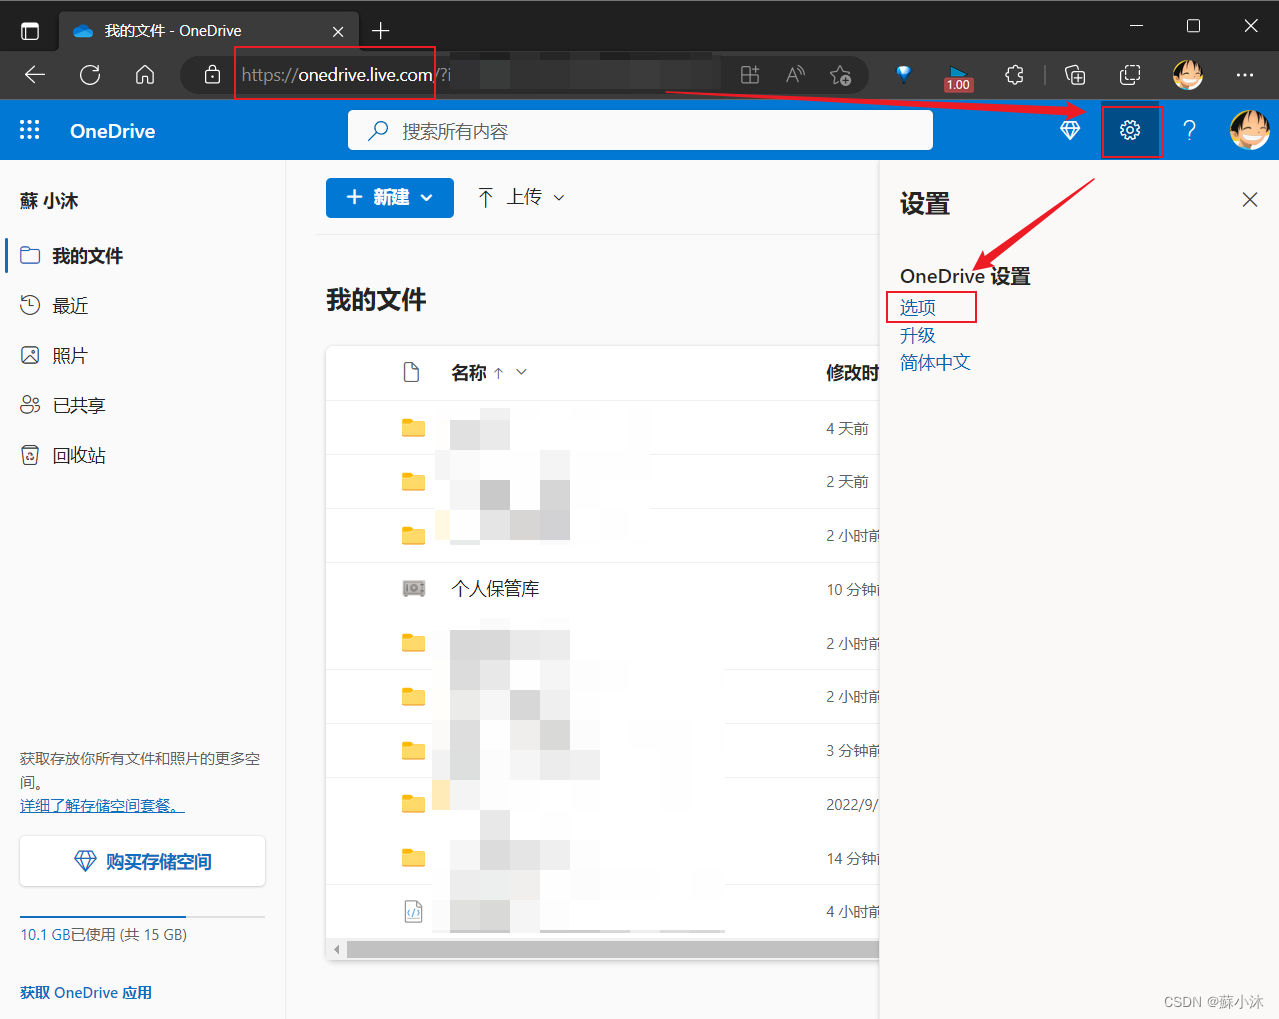 我的文件 - OneDrive
https://onedrive.live.com/?i
1.00
OneDrive
搜索所有内容
?
蘇 小沐
新建
上传
设置
我的文件
最近
照片
已共享
回收站
OneDrive 设置
选项
升级
简体中文
我的文件
名称 ↑
修改时
4 天前
2 天前
2 小时前
个人保管库
10 分钟前
2 小时前
2 小时前
3 分钟前
2022/9/
14 分钟前
4 小时前
获取存放你所有文件和照片的更多空
间。
详细了解存储空间套餐。
购买存储空间
10.1 GB已使用 (共 15 GB)
获取 OneDrive 应用
CSDN @蘇小沐